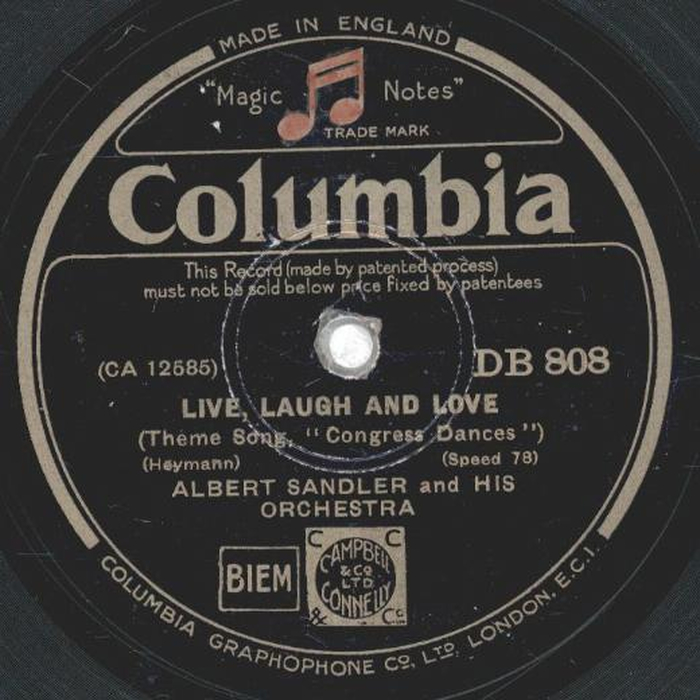 MADE IN ENGLAND
"Magic Notes"
TRADE MARK
Columbia
This Record (made by patented process)
must not be sold below price fixed by patentees
(CA 12585)
DB 808
LIVE, LAUGH AND LOVE
(Theme Song, "Congress Dances")
(Heymann) (Speed 78)
ALBERT SANDLER and HIS
ORCHESTRA
BIEM
C C
CAMPBELL
& Co
LTD.
CONNELLY
& Co
COLUMBIA GRAPHOPHONE Co, LTD, LONDON, E.C.1.